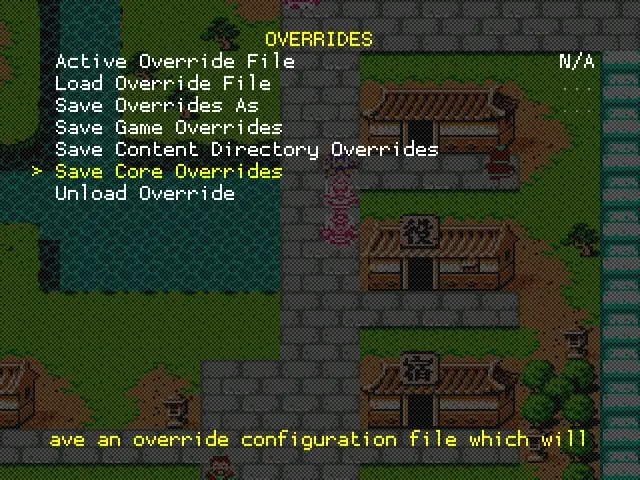 OVERRIDES
Active Override File N/A
Load Override File ...
Save Overrides As ...
Save Game Overrides
Save Content Directory Overrides
> Save Core Overrides
Unload Override
役
宿
ave an override configuration file which will